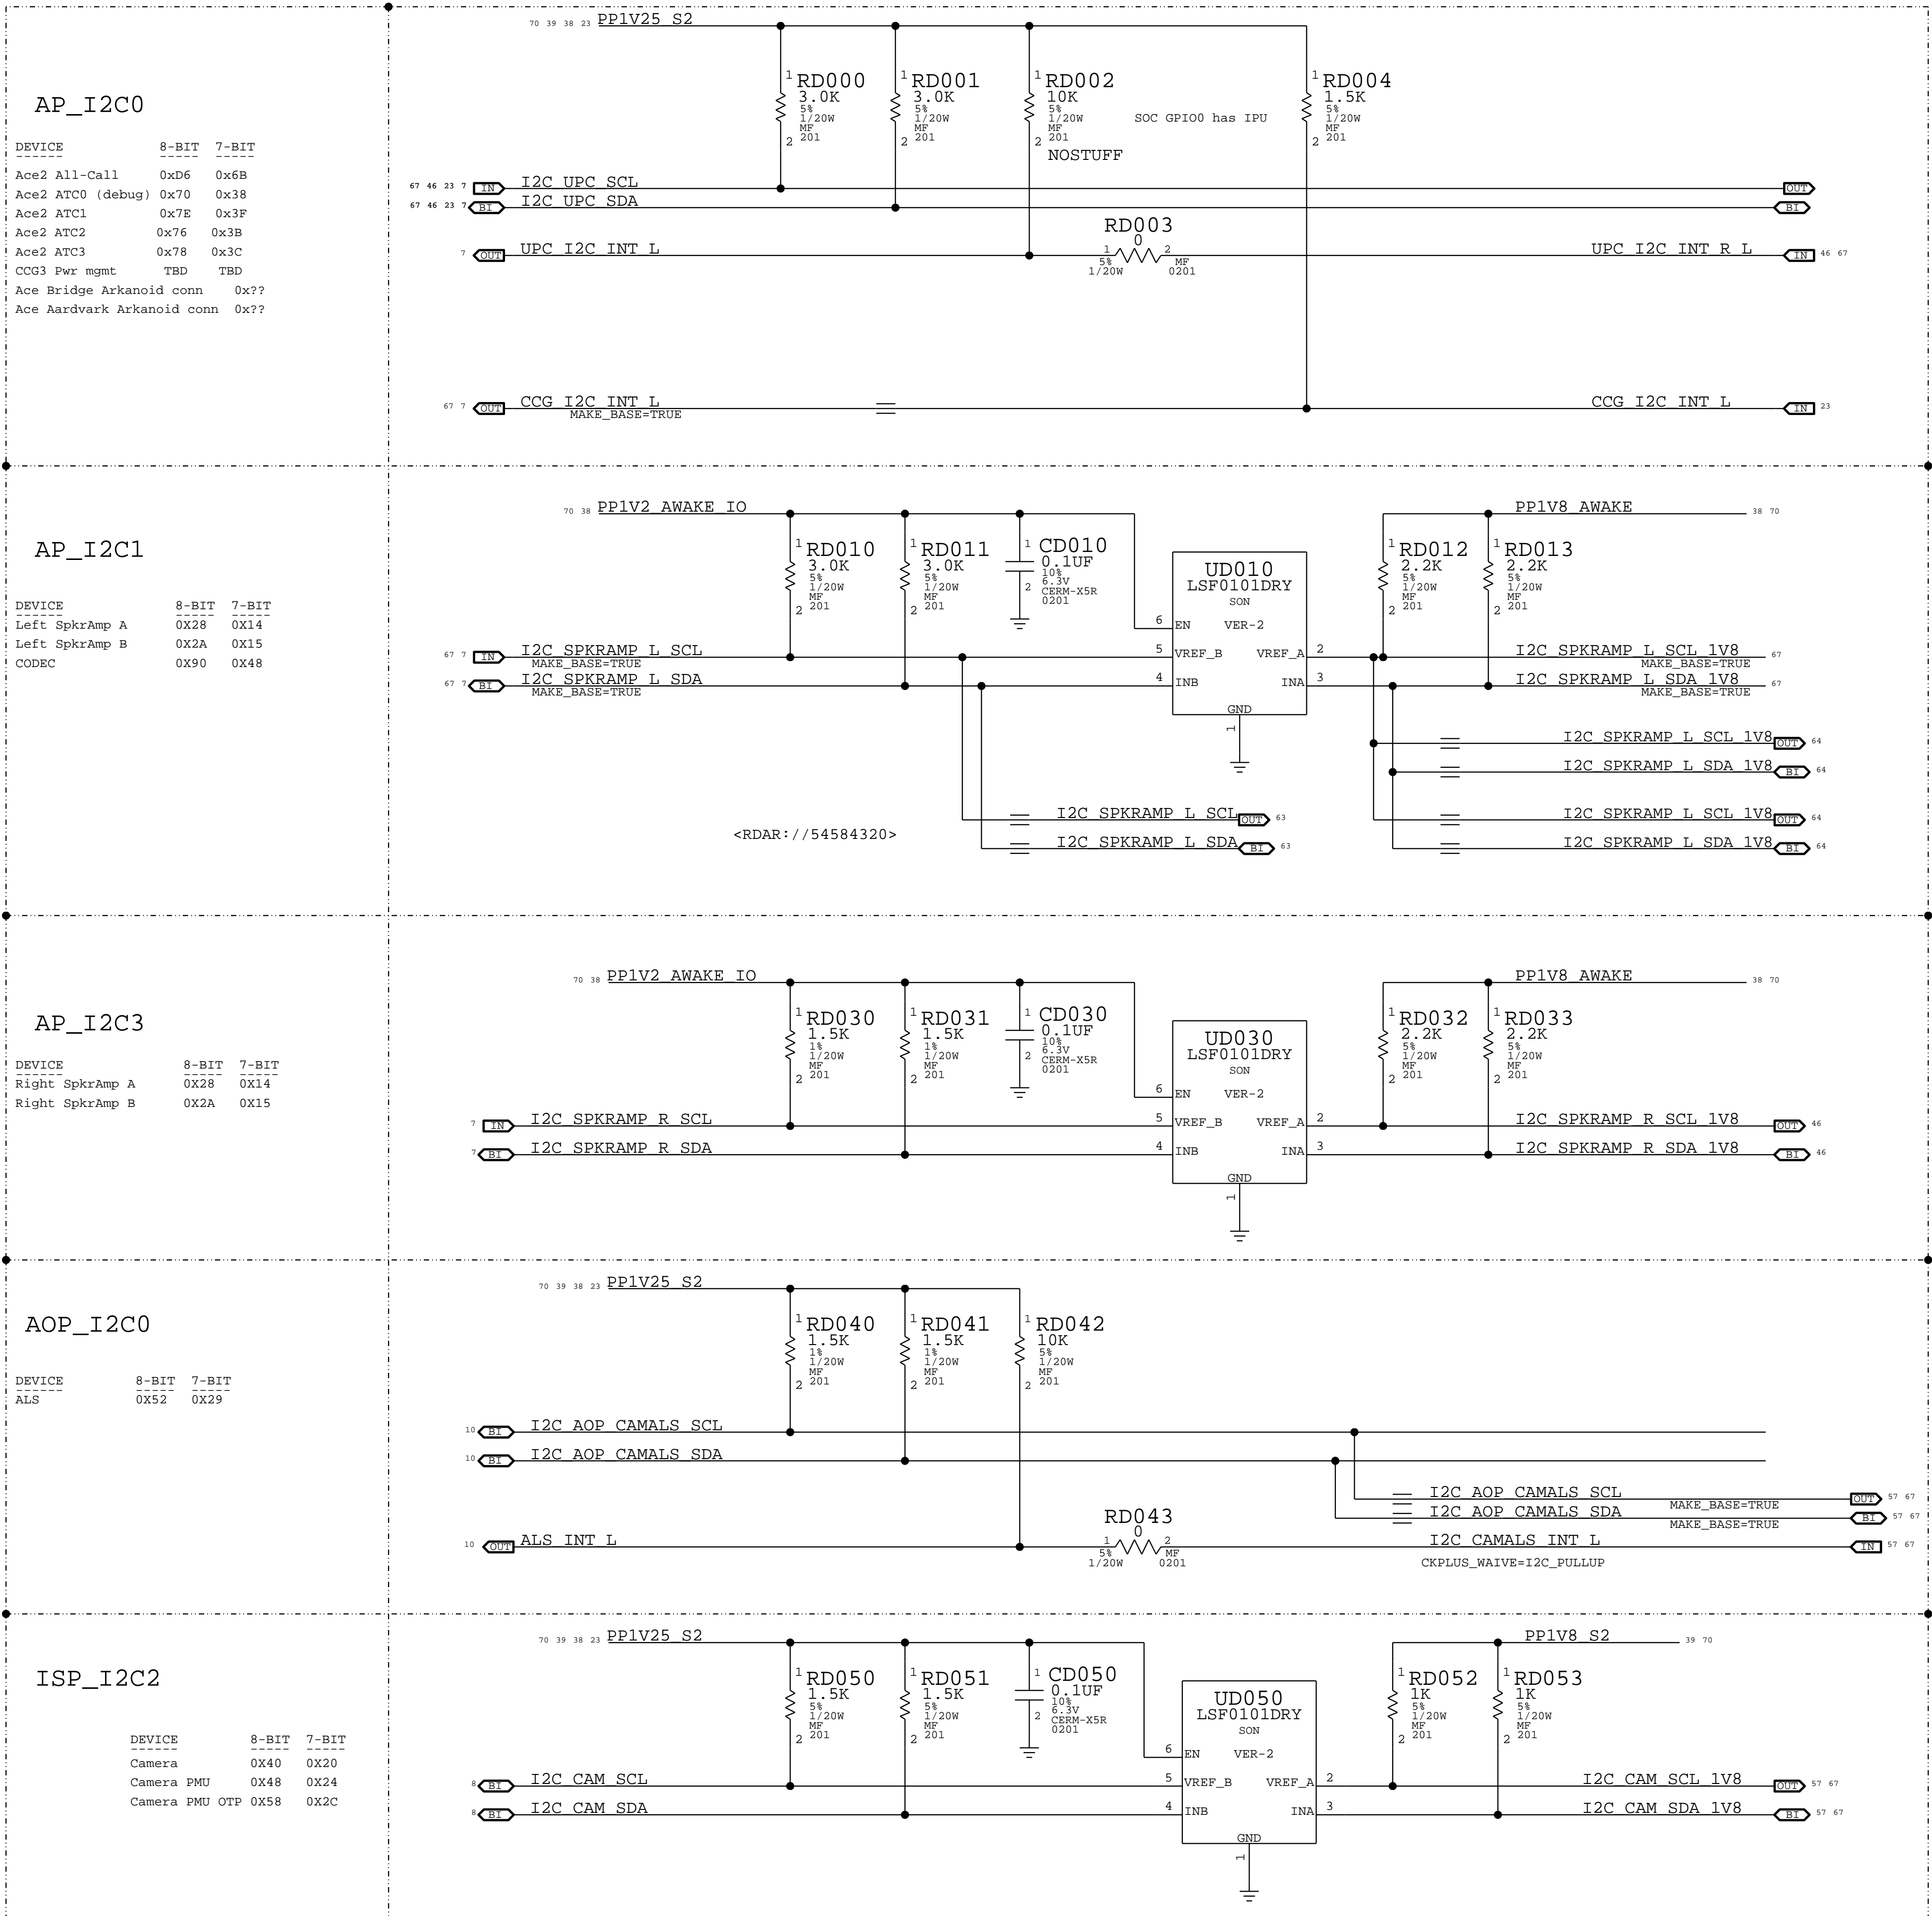 AP_I2C0
DEVICE 8-BIT 7-BIT
------ ----- -----
Ace2 All-Call 0xD6 0x6B
Ace2 ATC0 (debug) 0x70 0x38
Ace2 ATC1 0x7E 0x3F
Ace2 ATC2 0x76 0x3B
Ace2 ATC3 0x78 0x3C
CCG3 Pwr mgmt TBD TBD
Ace Bridge Arkanoid conn 0x??
Ace Aardvark Arkanoid conn 0x??
70 39 38 23 PP1V25_S2
1 RD000 3.0K 5% 1/20W MF 201 2
1 RD001 3.0K 5% 1/20W MF 201 2
1 RD002 10K 5% 1/20W MF 201 2
NOSTUFF
SOC GPIO0 has IPU
1 RD004 1.5K 5% 1/20W MF 201 2
67 46 23 7 IN I2C_UPC_SCL OUT
67 46 23 7 BI I2C_UPC_SDA BI
RD003
0
7 OUT UPC_I2C_INT_L 1 2 UPC_I2C_INT_R_L IN 46 67
5% MF
1/20W 0201
67 7 OUT CCG_I2C_INT_L CCG_I2C_INT_L IN 23
MAKE_BASE=TRUE
AP_I2C1
DEVICE 8-BIT 7-BIT
------ ----- -----
Left SpkrAmp A 0X28 0X14
Left SpkrAmp B 0X2A 0X15
CODEC 0X90 0X48
70 38 PP1V2_AWAKE_IO
PP1V8_AWAKE 38 70
1 RD010 3.0K 5% 1/20W MF 201 2
1 RD011 3.0K 5% 1/20W MF 201 2
1 CD010 0.1UF 10% 6.3V 2 CERM-X5R 0201
UD010
LSF0101DRY
SON
6 EN VER-2
5 VREF_B VREF_A 2
4 INB INA 3
GND
1
1 RD012 2.2K 5% 1/20W MF 201 2
1 RD013 2.2K 5% 1/20W MF 201 2
67 7 IN I2C_SPKRAMP_L_SCL
MAKE_BASE=TRUE
67 7 BI I2C_SPKRAMP_L_SDA
MAKE_BASE=TRUE
I2C_SPKRAMP_L_SCL_1V8 67
MAKE_BASE=TRUE
I2C_SPKRAMP_L_SDA_1V8 67
MAKE_BASE=TRUE
I2C_SPKRAMP_L_SCL_1V8 OUT 64
I2C_SPKRAMP_L_SDA_1V8 BI 64
I2C_SPKRAMP_L_SCL OUT 63
I2C_SPKRAMP_L_SCL_1V8 OUT 64
<RDAR://54584320>
I2C_SPKRAMP_L_SDA BI 63
I2C_SPKRAMP_L_SDA_1V8 BI 64
AP_I2C3
DEVICE 8-BIT 7-BIT
------ ----- -----
Right SpkrAmp A 0X28 0X14
Right SpkrAmp B 0X2A 0X15
70 38 PP1V2_AWAKE_IO
PP1V8_AWAKE 38 70
1 RD030 1.5K 1% 1/20W MF 201 2
1 RD031 1.5K 1% 1/20W MF 201 2
1 CD030 0.1UF 10% 6.3V 2 CERM-X5R 0201
UD030
LSF0101DRY
SON
6 EN VER-2
5 VREF_B VREF_A 2
4 INB INA 3
GND
1
1 RD032 2.2K 5% 1/20W MF 201 2
1 RD033 2.2K 5% 1/20W MF 201 2
7 IN I2C_SPKRAMP_R_SCL
I2C_SPKRAMP_R_SCL_1V8 OUT 46
7 BI I2C_SPKRAMP_R_SDA
I2C_SPKRAMP_R_SDA_1V8 BI 46
AOP_I2C0
DEVICE 8-BIT 7-BIT
------ ----- -----
ALS 0X52 0X29
70 39 38 23 PP1V25_S2
1 RD040 1.5K 1% 1/20W MF 201 2
1 RD041 1.5K 1% 1/20W MF 201 2
1 RD042 10K 5% 1/20W MF 201 2
10 BI I2C_AOP_CAMALS_SCL
10 BI I2C_AOP_CAMALS_SDA
I2C_AOP_CAMALS_SCL OUT 57 67
MAKE_BASE=TRUE
I2C_AOP_CAMALS_SDA BI 57 67
MAKE_BASE=TRUE
RD043
0
10 OUT ALS_INT_L 1 2 I2C_CAMALS_INT_L IN 57 67
5% MF
1/20W 0201
CKPLUS_WAIVE=I2C_PULLUP
ISP_I2C2
DEVICE 8-BIT 7-BIT
------ ----- -----
Camera 0X40 0X20
Camera PMU 0X48 0X24
Camera PMU OTP 0X58 0X2C
70 39 38 23 PP1V25_S2
PP1V8_S2 39 70
1 RD050 1.5K 5% 1/20W MF 201 2
1 RD051 1.5K 5% 1/20W MF 201 2
1 CD050 0.1UF 10% 6.3V 2 CERM-X5R 0201
UD050
LSF0101DRY
SON
6 EN VER-2
5 VREF_B VREF_A 2
4 INB INA 3
GND
1
1 RD052 1K 5% 1/20W MF 201 2
1 RD053 1K 5% 1/20W MF 201 2
8 BI I2C_CAM_SCL
I2C_CAM_SCL_1V8 OUT 57 67
8 BI I2C_CAM_SDA
I2C_CAM_SDA_1V8 BI 57 67